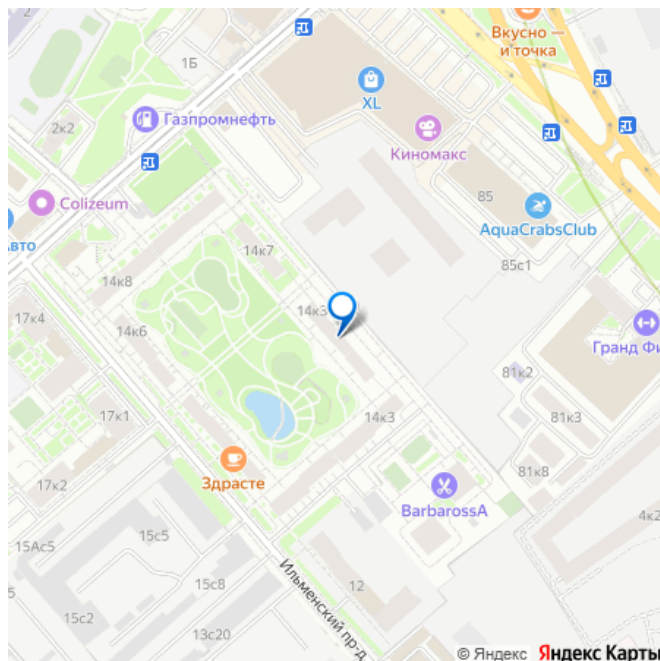 Вкусно —
и точка
1Б
XL
2к2
Газпромнефть
Киномакс
85
Colizeum
AquaCrabsClub
Авто
14к7
85с1
14к8
14к3
17к4
14к6
Гранд Фи
81к2
17к1
14к3
81к3
Здрасте
81к8
17к2
BarbarossA
4к2
15с5
15Ас5
Ильменский пр-д
15с8
12
15с2
13с20
© Яндекс Яндекс Карты